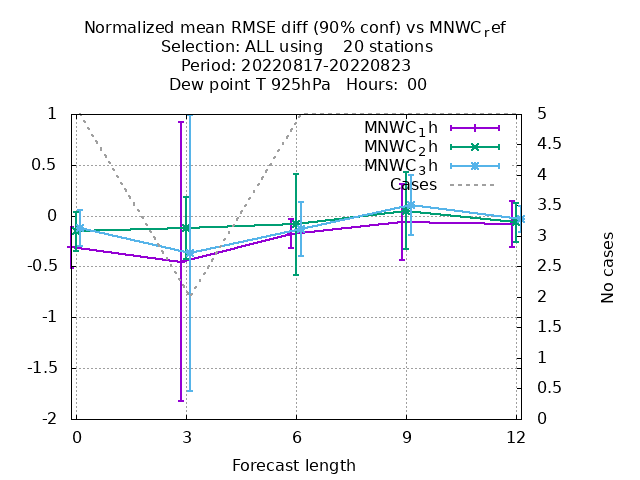 Normalized mean RMSE diff (90% conf) vs MNWC_ref
Selection: ALL using    20 stations
Period: 20220817-20220823
Dew point T 925hPa   Hours:  00
MNWC_1h
MNWC_2h
MNWC_3h
Cases
1
0.5
0
-0.5
-1
-1.5
-2
5
4.5
4
3.5
3
2.5
2
1.5
1
0.5
0
No cases
0 3 6 9 12
Forecast length